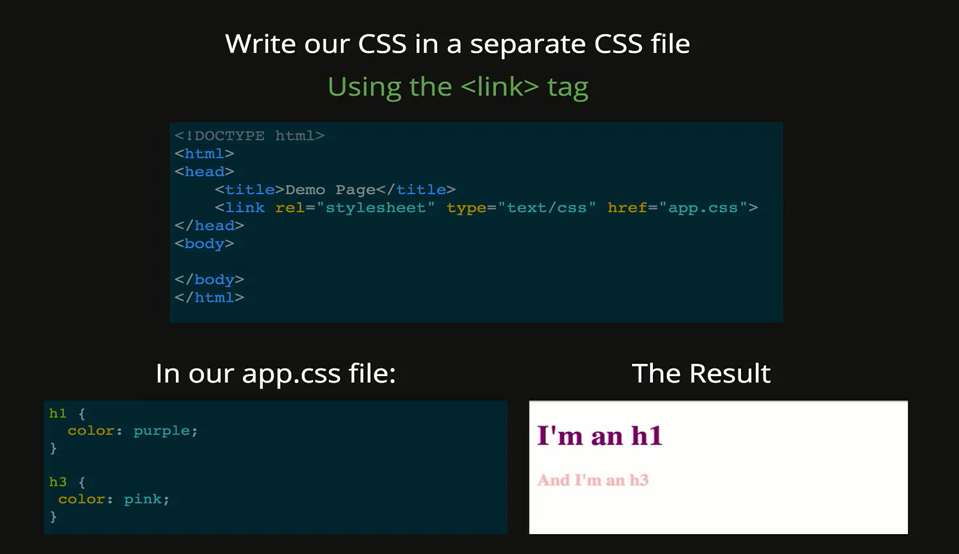 Write our CSS in a separate CSS file
Using the <link> tag
<!DOCTYPE html>
<html>
<head>
    <title>Demo Page</title>
    <link rel="stylesheet" type="text/css" href="app.css">
</head>
<body>

</body>
</html>
In our app.css file:
h1 {
  color: purple;
}

h3 {
 color: pink;
}
The Result
I'm an h1
And I'm an h3